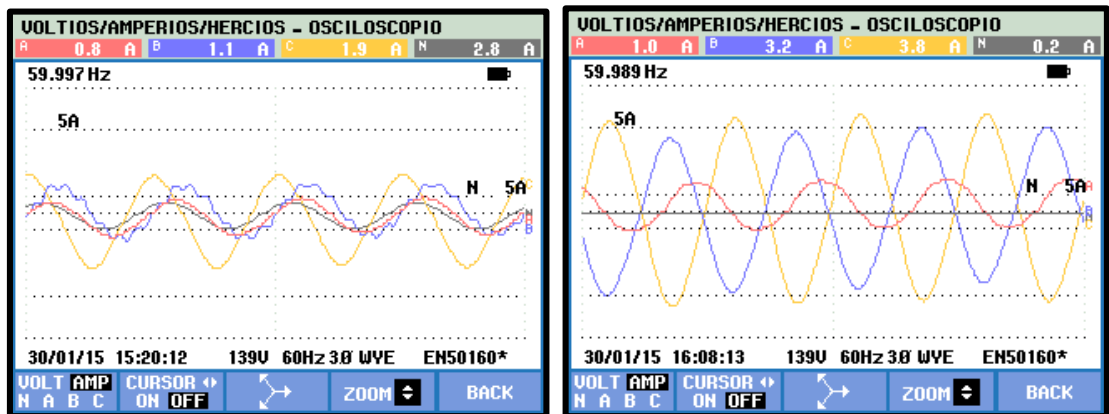 VOLTIOS/AMPERIOS/HERCIOS - OSCILOSCOPIO
A 0.8 A B 1.1 A C 1.9 A N 2.8 A
59.997 Hz
5A
N 5A
C
B
30/01/15 15:20:12 139V 60Hz 3Ø WYE EN50160*
VOLT AMP
N A B C
CURSOR
ON OFF
ZOOM
BACK
VOLTIOS/AMPERIOS/HERCIOS - OSCILOSCOPIO
A 1.0 A B 3.2 A C 3.8 A N 0.2 A
59.989 Hz
5A
N 5A
A
B
N
C
30/01/15 16:08:13 139V 60Hz 3Ø WYE EN50160*
VOLT AMP
N A B C
CURSOR
ON OFF
ZOOM
BACK